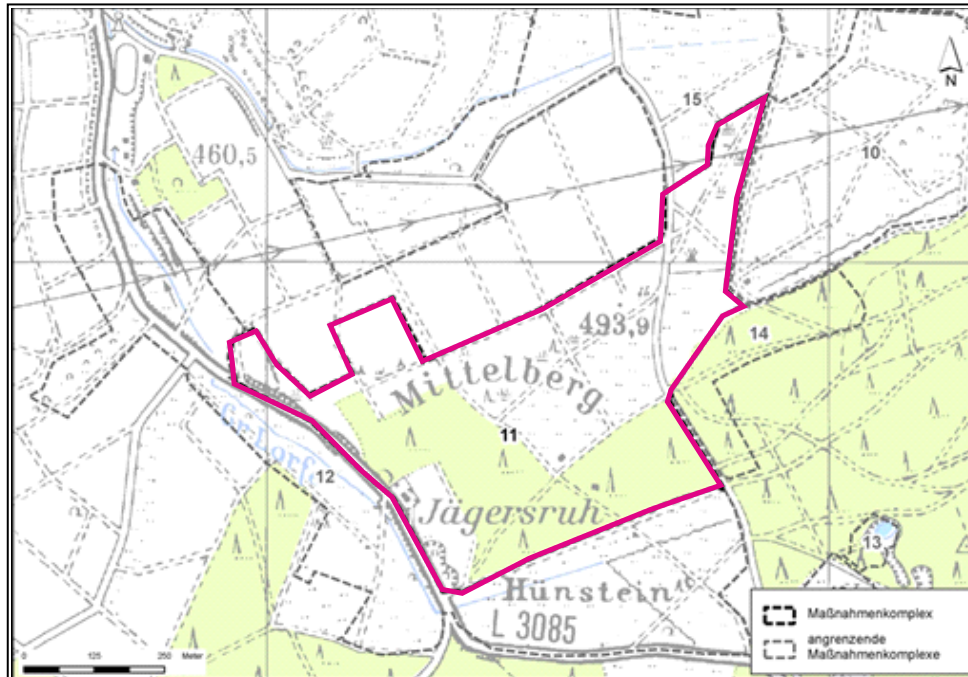 N
15
10
460,5
493,9
14
Mittelberg
11
12
Jägersruh
13
Hünstein
L 3085
Maßnahmenkomplex
angrenzende
Maßnahmenkomplexe
0 125 250 Meter